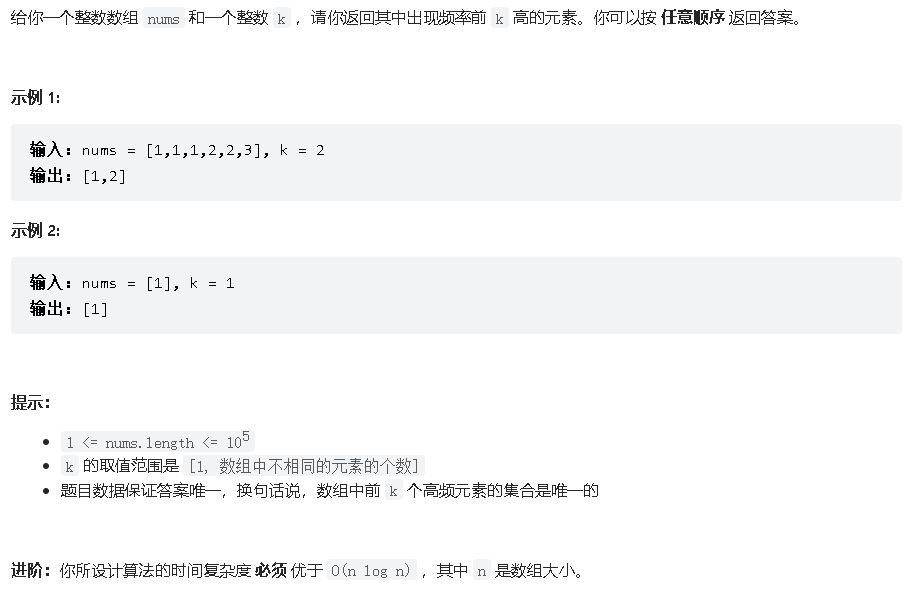 给你一个整数数组 nums 和一个整数 k ，请你返回其中出现频率前 k 高的元素。你可以按 任意顺序 返回答案。
示例 1:
输入: nums = [1,1,1,2,2,3], k = 2
输出: [1,2]
示例 2:
输入: nums = [1], k = 1
输出: [1]
提示：
• 1 <= nums.length <= 10⁵
• k 的取值范围是 [1, 数组中不相同的元素的个数]
• 题目数据保证答案唯一，换句话说，数组中前 k 个高频元素的集合是唯一的
进阶：你所设计算法的时间复杂度 必须 优于 O(n log n) ，其中 n 是数组大小。